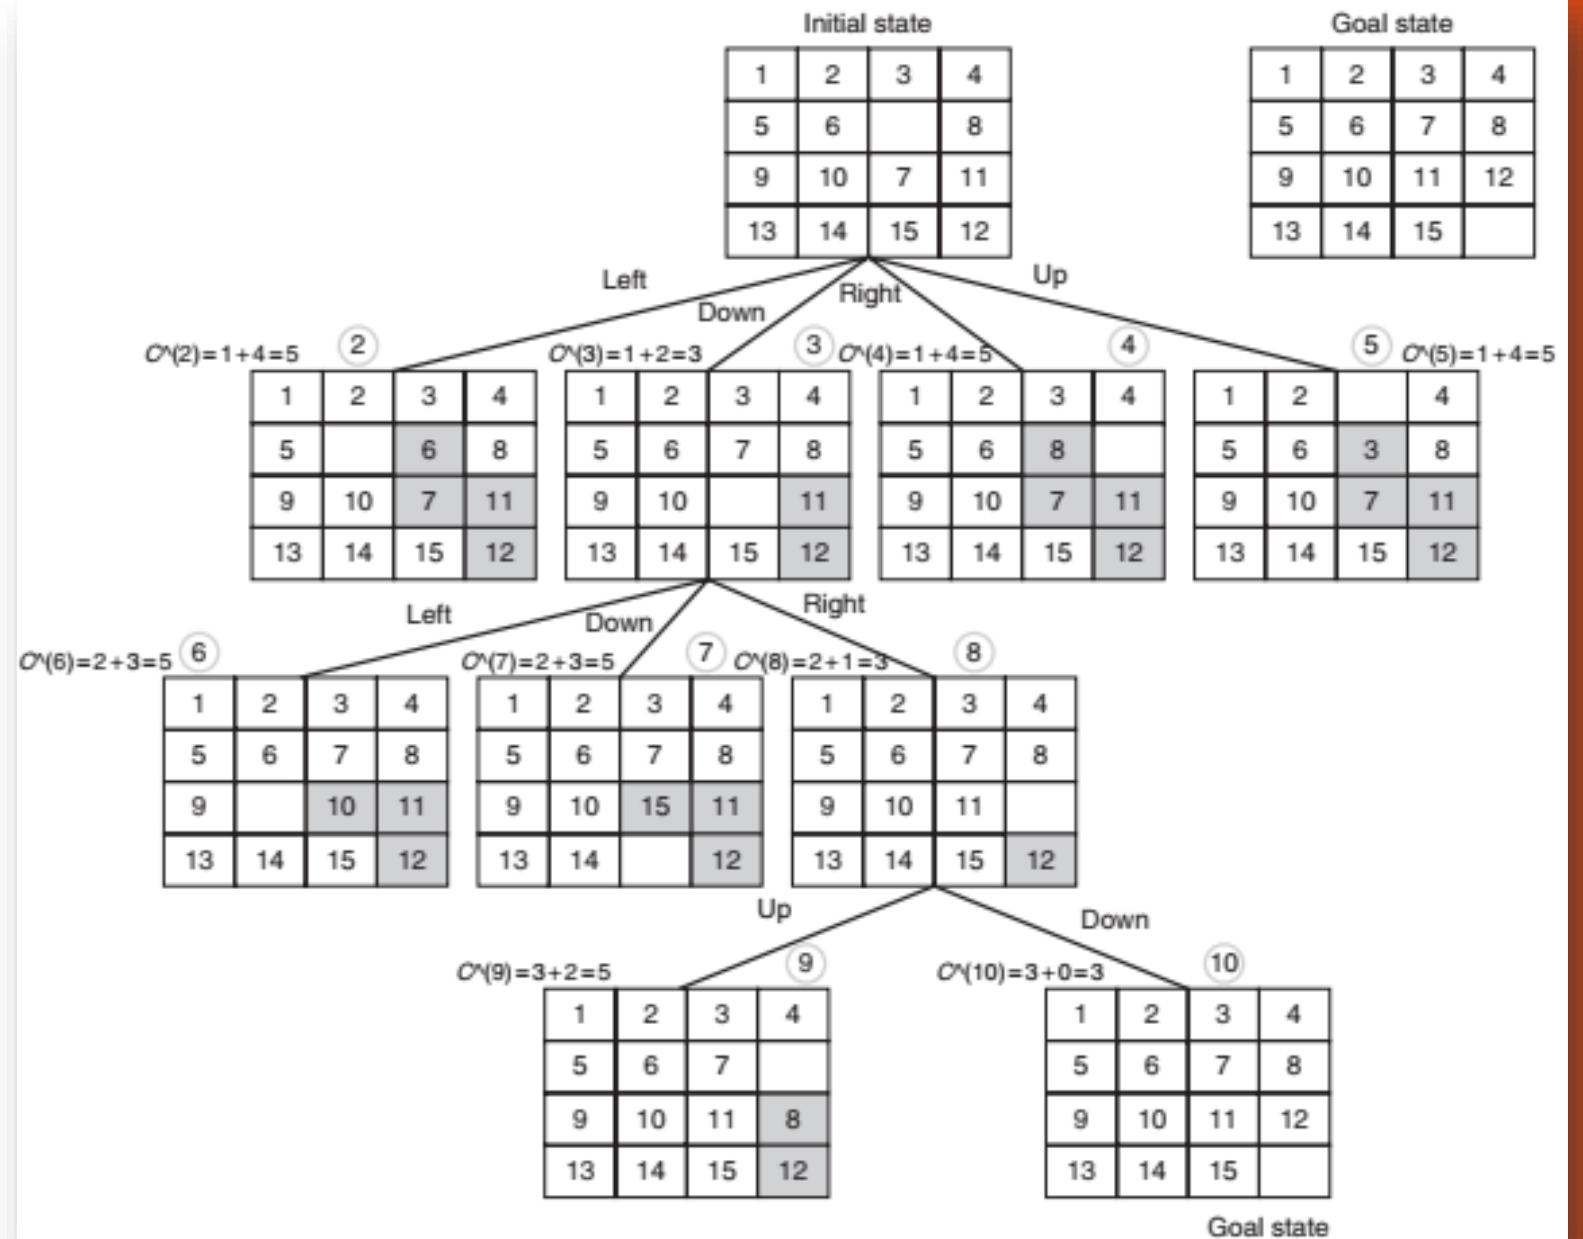 Initial state
Goal state
1 2 3 4
5 6 8
9 10 7 11
13 14 15 12
1 2 3 4
5 6 7 8
9 10 11 12
13 14 15
Left
Down
Right
Up
C^(2)=1+4=5
2
C^(3)=1+2=3
3
C^(4)=1+4=5
4
5
C^(5)=1+4=5
1 2 3 4
5 6 8
9 10 7 11
13 14 15 12
1 2 3 4
5 6 7 8
9 10 11
13 14 15 12
1 2 3 4
5 6 8
9 10 7 11
13 14 15 12
1 2 4
5 6 3 8
9 10 7 11
13 14 15 12
Left
Down
Right
C^(6)=2+3=5
6
C^(7)=2+3=5
7
C^(8)=2+1=3
8
1 2 3 4
5 6 7 8
9 10 11
13 14 15 12
1 2 3 4
5 6 7 8
9 10 15 11
13 14 12
1 2 3 4
5 6 7 8
9 10 11
13 14 15 12
Up
Down
C^(9)=3+2=5
9
C^(10)=3+0=3
10
1 2 3 4
5 6 7
9 10 11 8
13 14 15 12
1 2 3 4
5 6 7 8
9 10 11 12
13 14 15
Goal state